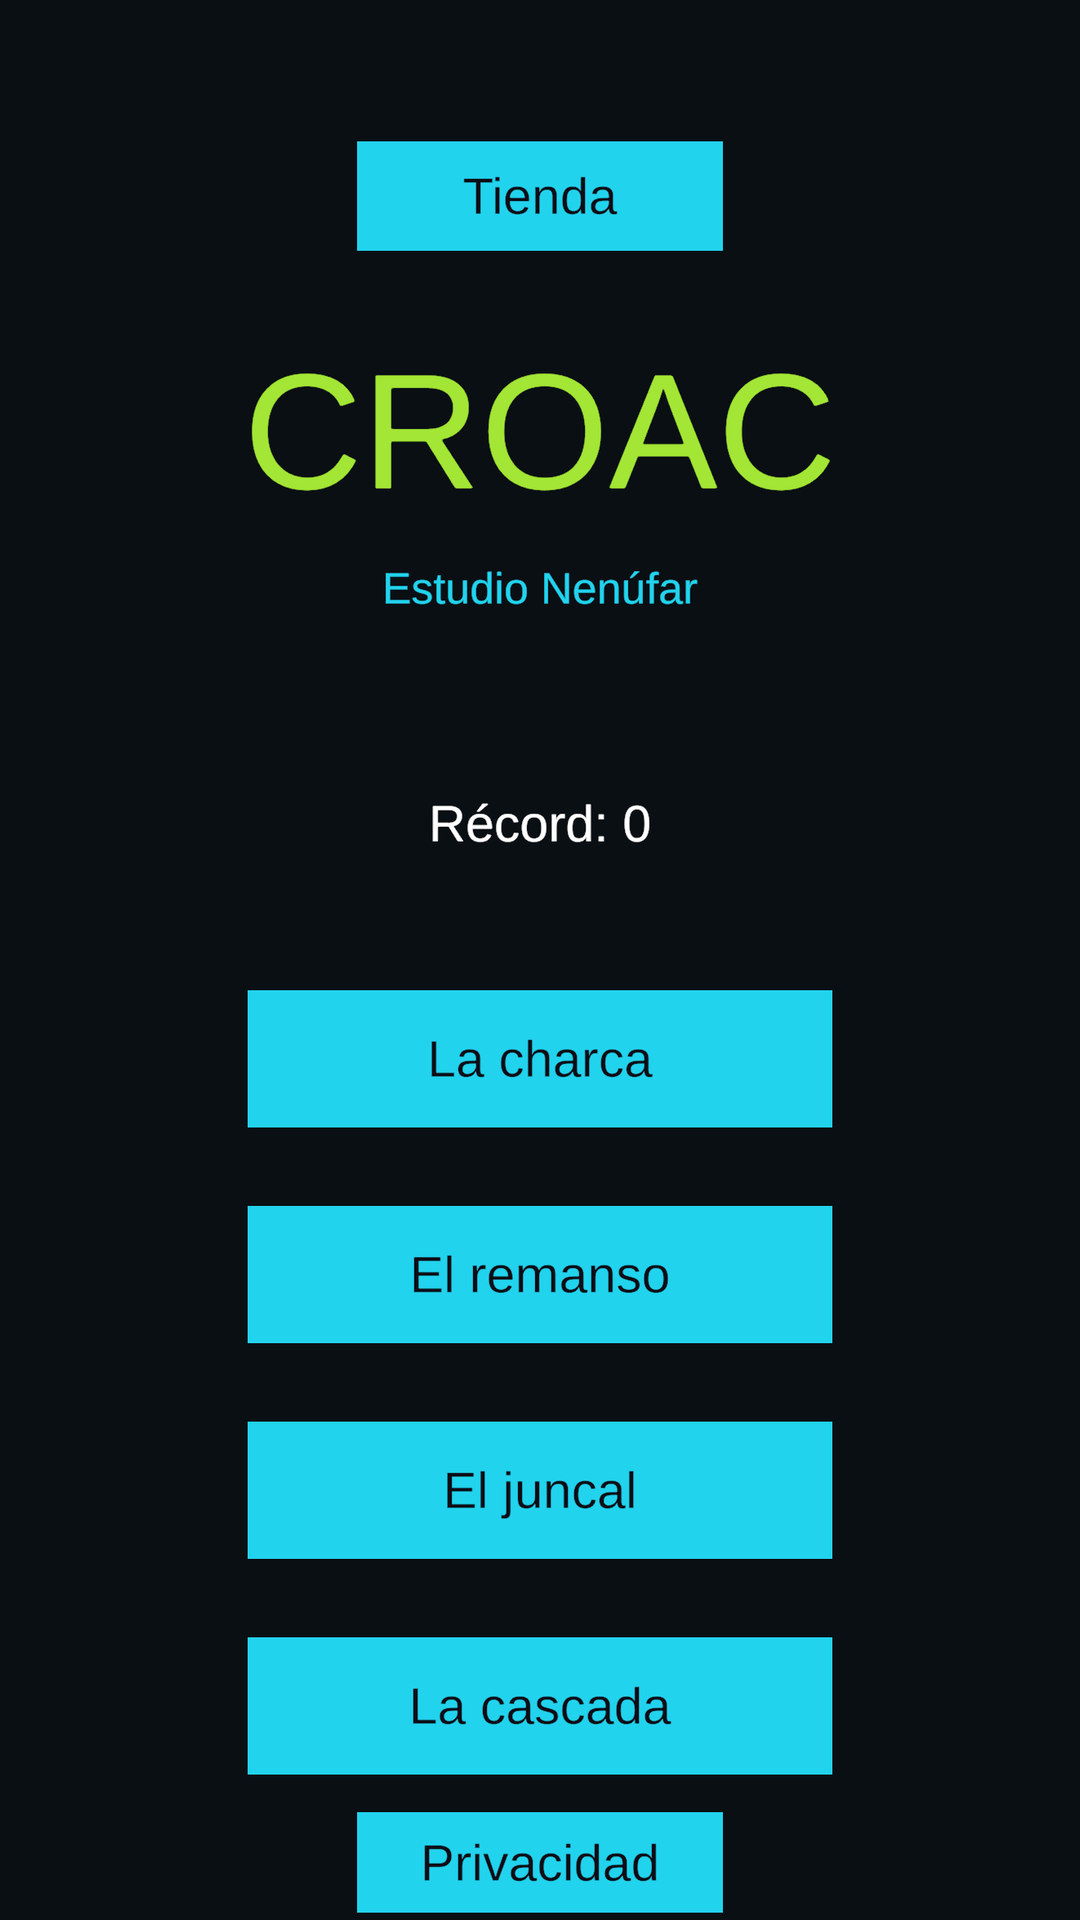 Tienda
CROAC
Estudio Nenúfar
Récord: 0
La charca
El remanso
El juncal
La cascada
Privacidad